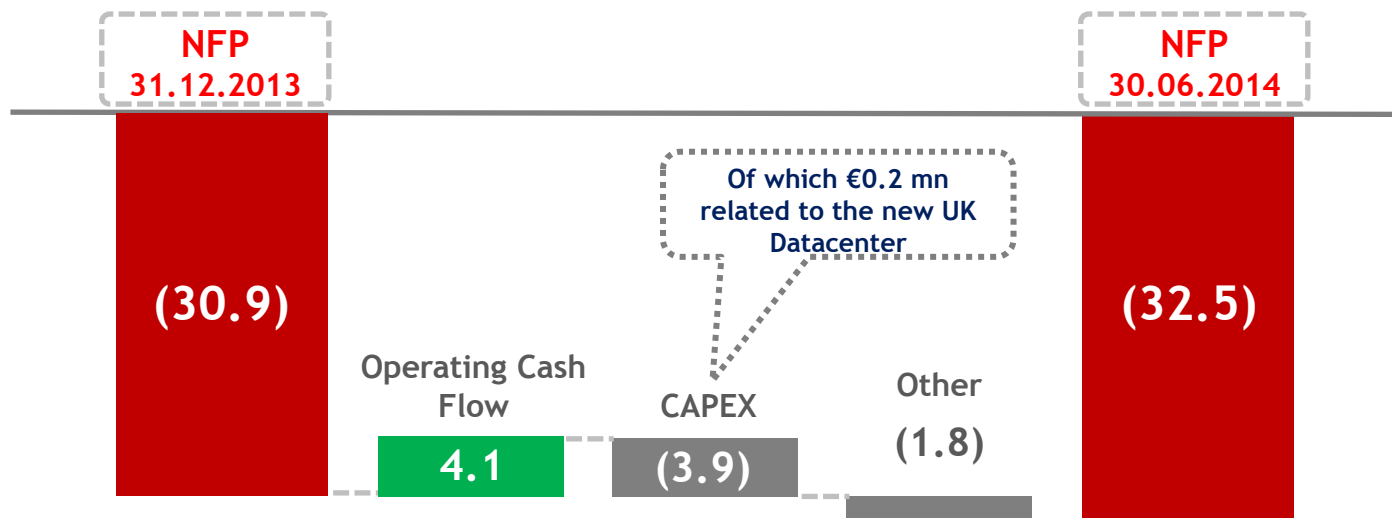 NFP
31.12.2013
NFP
30.06.2014
Of which €0.2 mn
related to the new UK
Datacenter
(30.9)
(32.5)
Operating Cash
Flow
CAPEX
Other
4.1
(3.9)
(1.8)